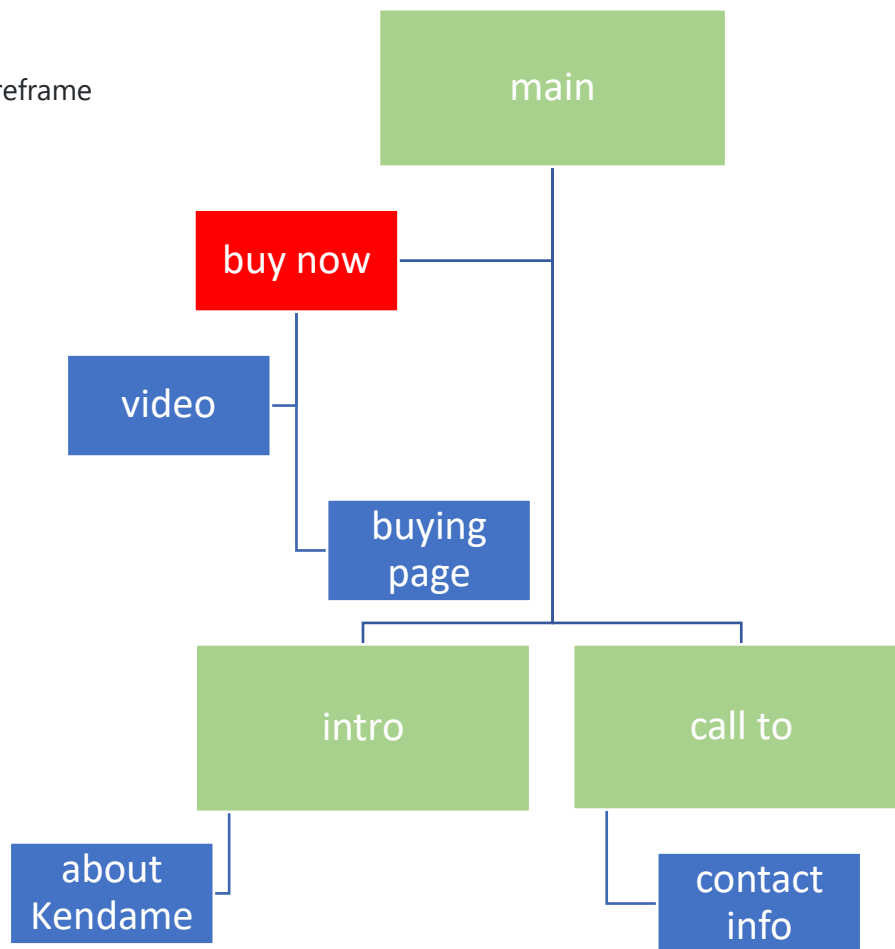 reframe
main
buy now
video
buying
page
intro
call to
about
Kendame
contact
info